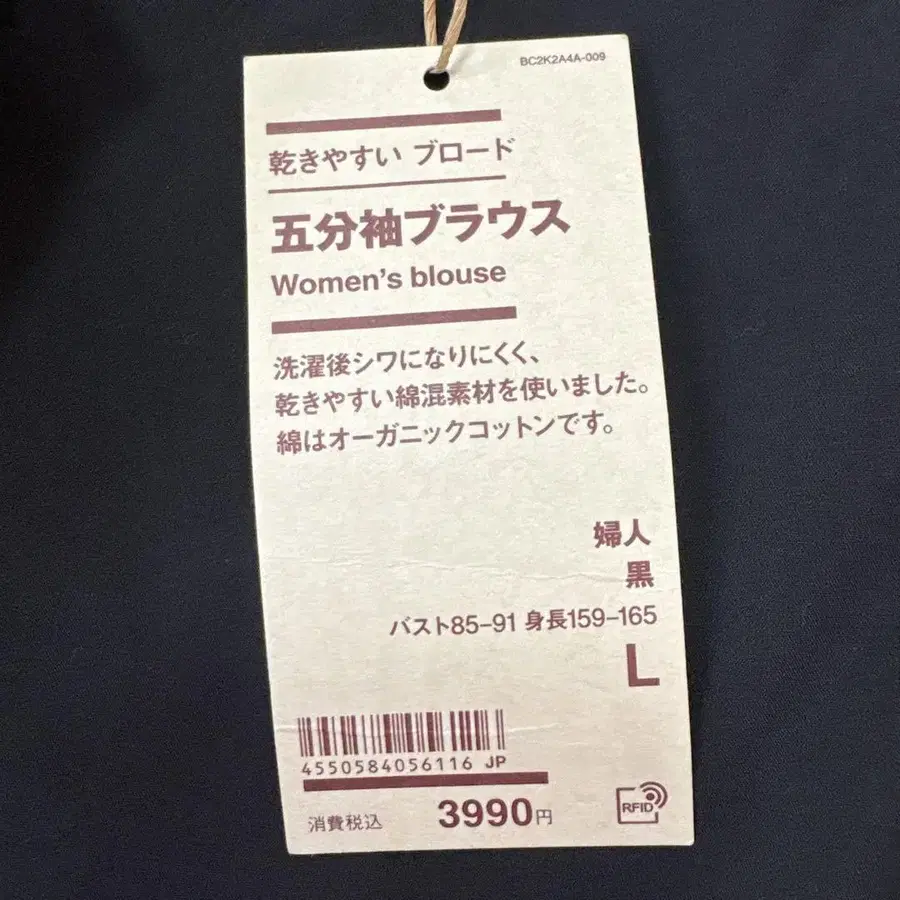 BC2K2A4A-009
乾きやすい ブロード
五分袖ブラウス
Women's blouse
洗濯後シワになりにくく、
乾きやすい綿混素材を使いました。
綿はオーガニックコットンです。
婦人
黒
バスト85-91 身長159-165
L
4550584056116 JP
消費税込 3990円
RFID